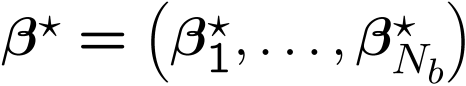 β⋆ = (β⋆1, . . . , β⋆Nb)